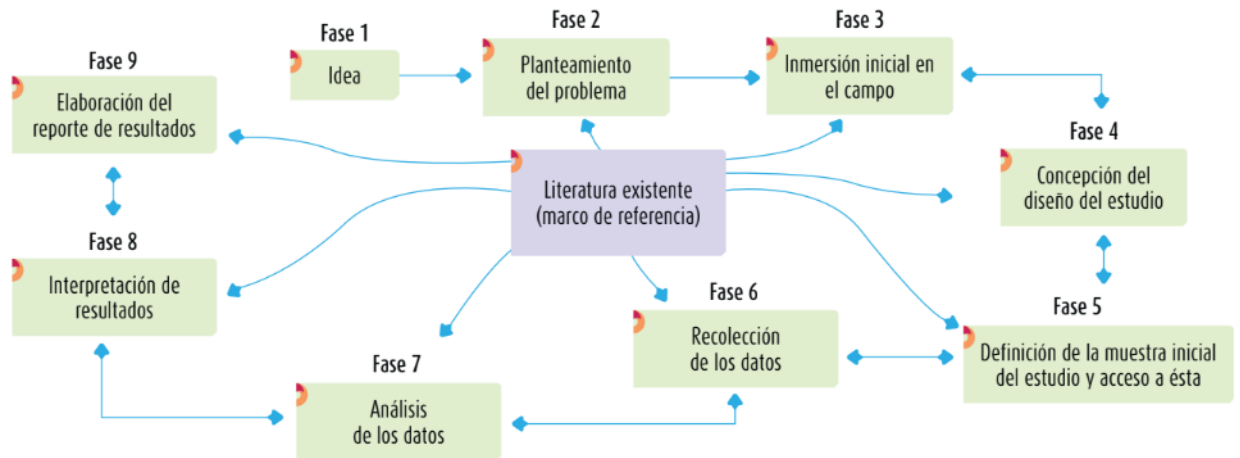 Fase 1
Idea
Fase 2
Planteamiento
del problema
Fase 3
Inmersión inicial en
el campo
Fase 4
Concepción del
diseño del estudio
Fase 5
Definición de la muestra inicial
del estudio y acceso a ésta
Fase 6
Recolección
de los datos
Fase 7
Análisis
de los datos
Fase 8
Interpretación de
resultados
Fase 9
Elaboración del
reporte de resultados
Literatura existente
(marco de referencia)